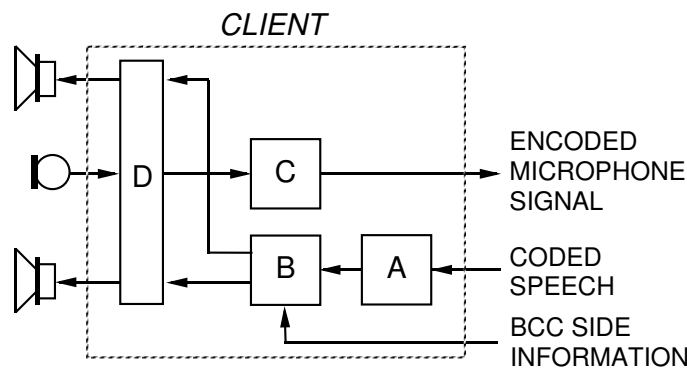 CLIENT
D
C
ENCODED
MICROPHONE
SIGNAL
B
A
CODED
SPEECH
BCC SIDE
INFORMATION